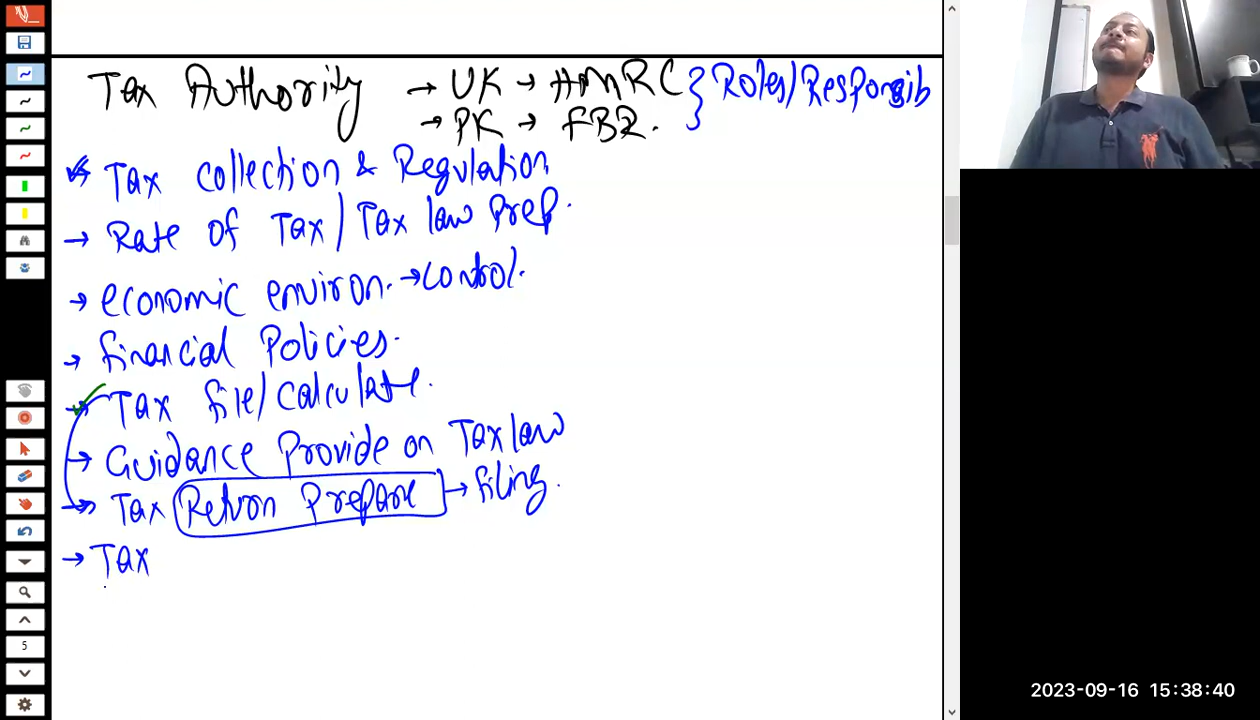 Tax Authority → UK → HMRC } Roles/Responsib
→ PK → FBR.
→ Tax collection & Regulation
→ Rate of Tax/Tax law Prep.
→ economic environ. → control.
→ financial Policies.
→ Tax file/calculate.
→ Guidance Provide on Tax law
→ Tax Return Prepare → filing.
→ Tax
5
2023-09-16 15:38:40